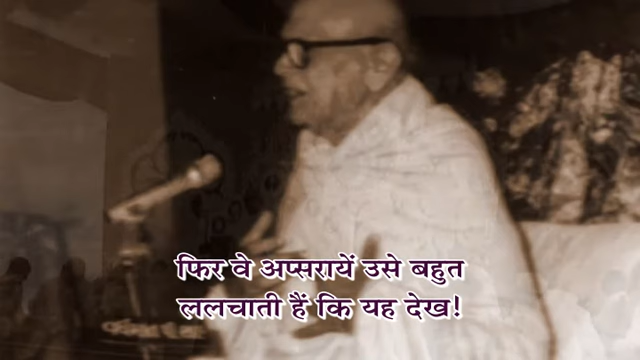 फिर वे अप्सरायें उसे बहुत
ललचाती हैं कि यह देख!